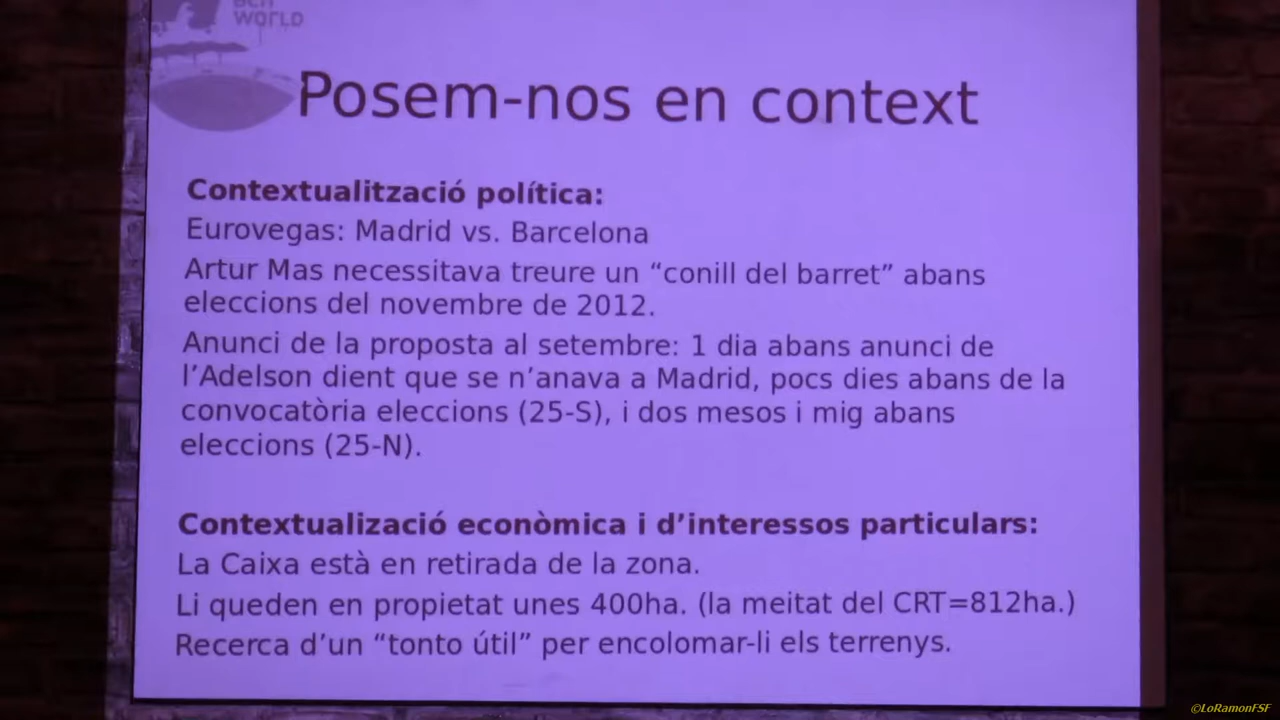 BCN
WORLD
Posem-nos en context
Contextualització política:
Eurovegas: Madrid vs. Barcelona
Artur Mas necessitava treure un “conill del barret” abans
eleccions del novembre de 2012.
Anunci de la proposta al setembre: 1 dia abans anunci de
l’Adelson dient que se n’anava a Madrid, pocs dies abans de la
convocatòria eleccions (25-S), i dos mesos i mig abans
eleccions (25-N).
Contextualizació econòmica i d’interessos particulars:
La Caixa està en retirada de la zona.
Li queden en propietat unes 400ha. (la meitat del CRT=812ha.)
Recerca d’un “tonto útil” per encolomar-li els terrenys.
©LoRamonFSF